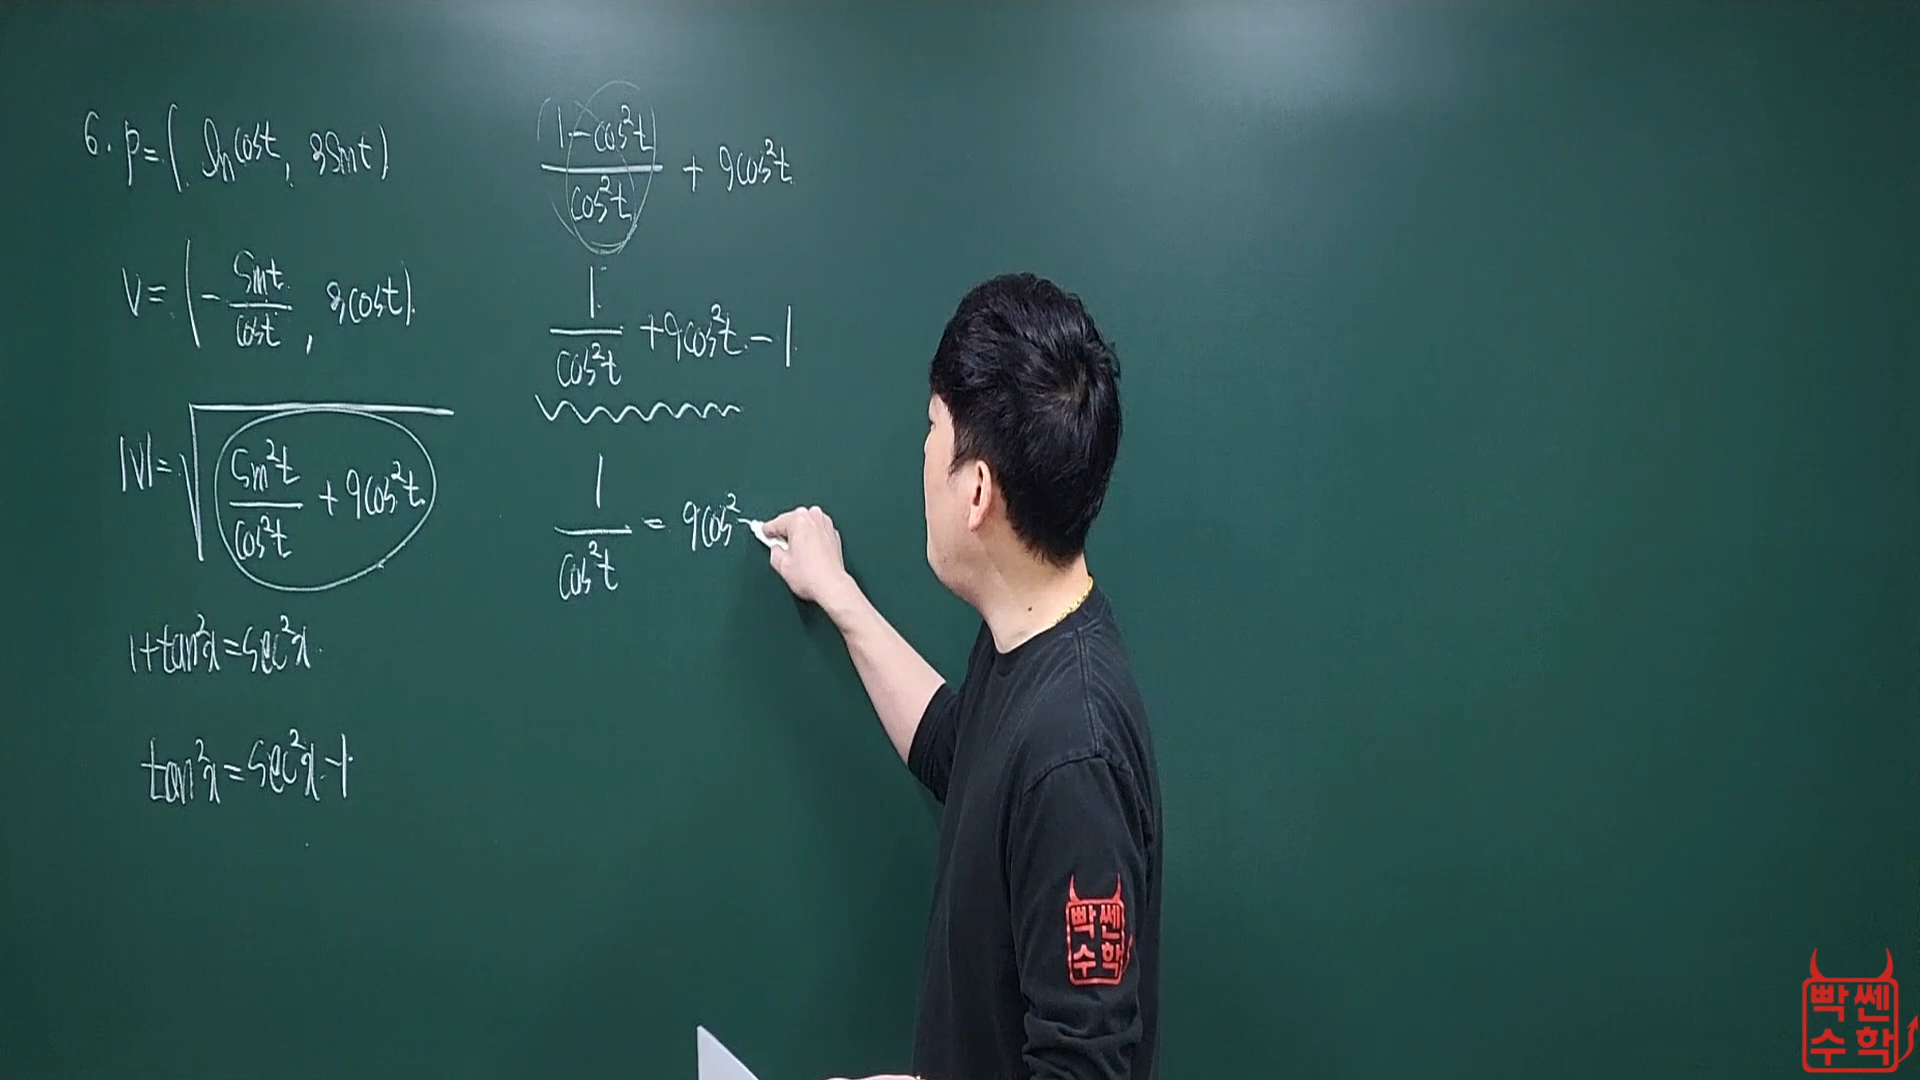 6. P=( ln cost, 3sint)
V=( -sint/cost, 3cost)
|V|=√(sin²t/cos²t + 9cos²t)
1+tan²x=sec²x
tan²x=sec²x-1
(1-cos²t)/cos²t + 9cos²t
1/cos²t +9cos²t-1
1/cos²t = 9cos²
빡쎈
수학
빡쎈
수학